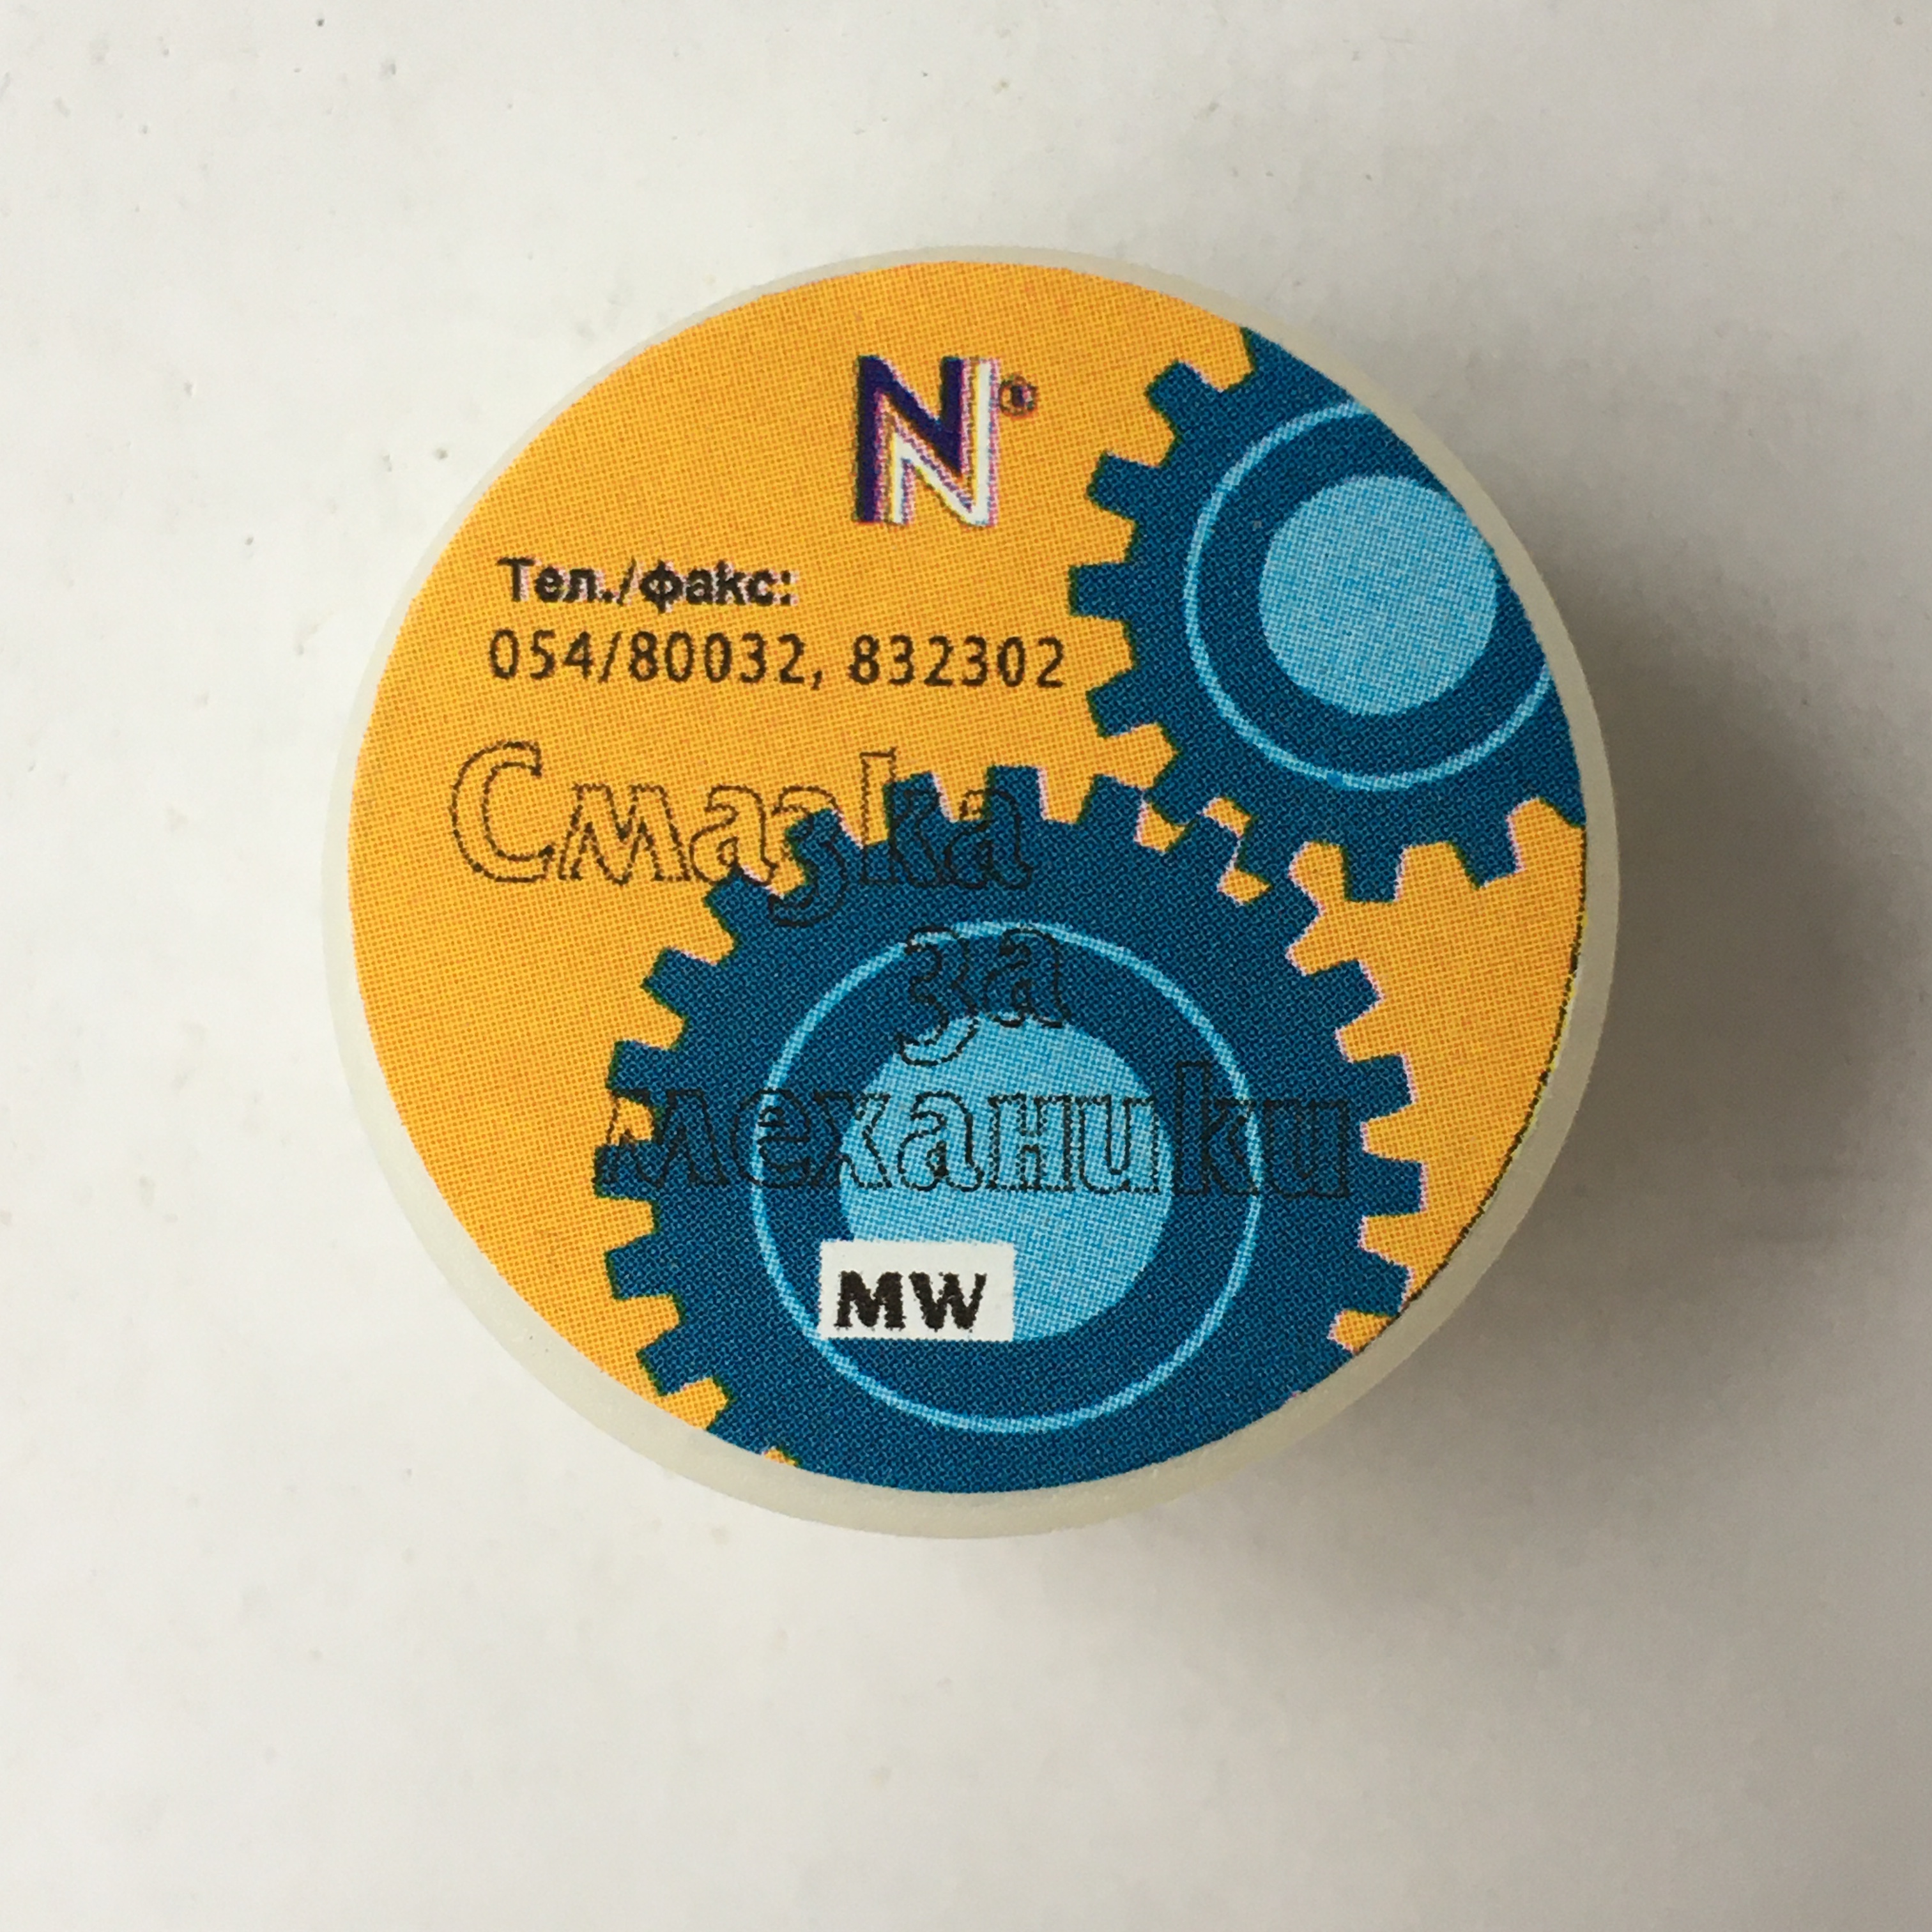 N®
Тел./факс:
054/80032, 832302
Смазка
за
механики
MW